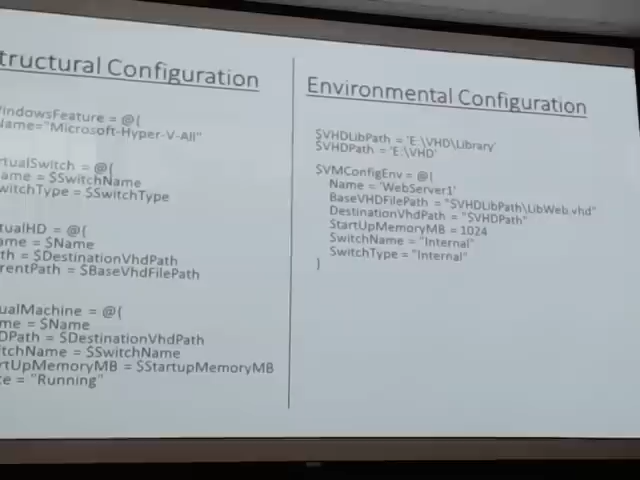 tructural Configuration
indowsFeature = @{
Name="Microsoft-Hyper-V-All"
rtualSwitch = @{
ame = $SwitchName
witchType = $SwitchType
tualHD = @{
ame = $Name
th = $DestinationVhdPath
rentPath = $BaseVhdFilePath
ualMachine = @{
me = $Name
DPath = $DestinationVhdPath
tchName = $SwitchName
rtUpMemoryMB = $StartupMemoryMB
te = "Running"
Environmental Configuration
$VHDLibPath = 'E:\VHD\Library'
$VHDPath = 'E:\VHD'
$VMConfigEnv = @{
Name = 'WebServer1'
BaseVHDFilePath = "$VHDLibPath\LibWeb.vhd"
DestinationVhdPath = "$VHDPath"
StartUpMemoryMB = 1024
SwitchName = "Internal"
SwitchType = "Internal"
}